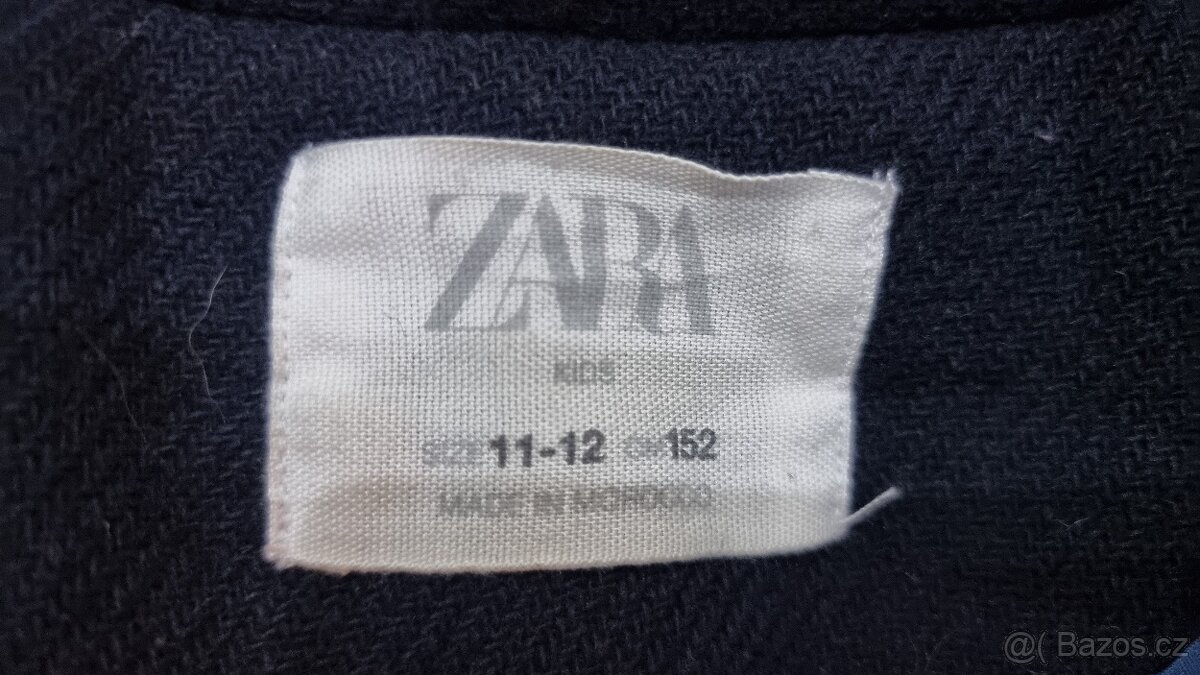 ZARA
KIDS
SIZE 11-12 CM 152
MADE IN MOROCCO
@( Bazos.cz